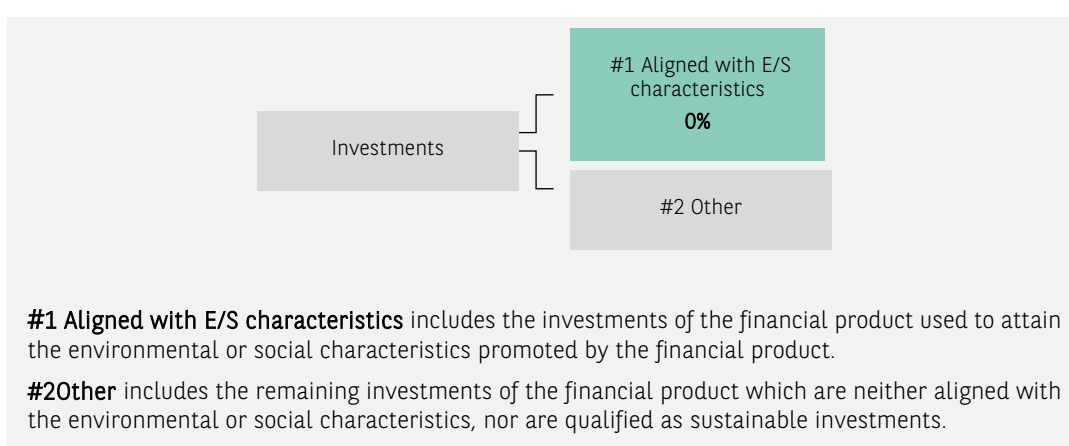 #1 Aligned with E/S
characteristics
0%
Investments
#2 Other
#1 Aligned with E/S characteristics includes the investments of the financial product used to attain
the environmental or social characteristics promoted by the financial product.
#2Other includes the remaining investments of the financial product which are neither aligned with
the environmental or social characteristics, nor are qualified as sustainable investments.